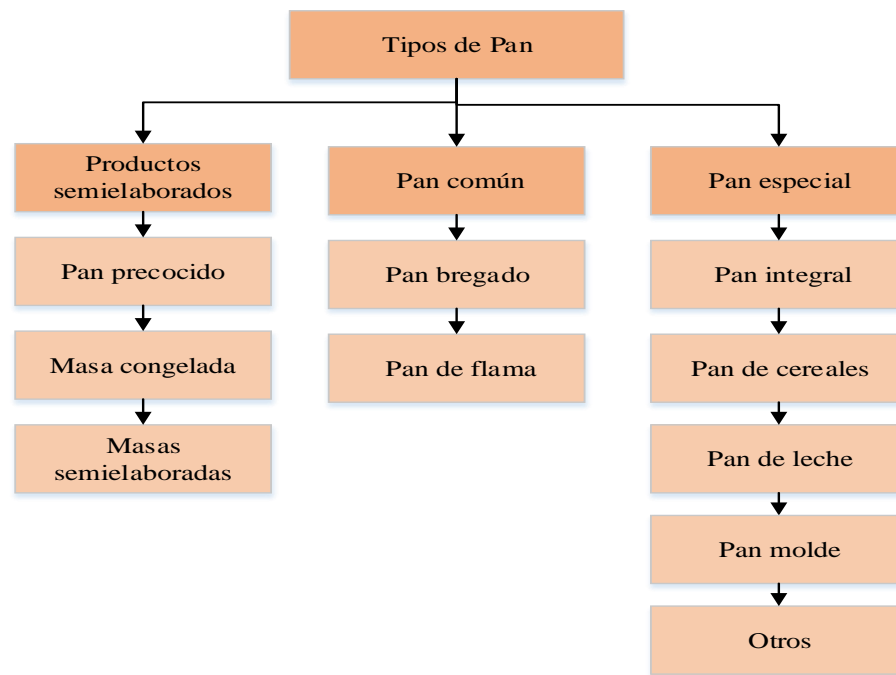 Tipos de Pan
Productos
semielaborados
Pan precocido
Masa congelada
Masas
semielaboradas
Pan común
Pan bregado
Pan de flama
Pan especial
Pan integral
Pan de cereales
Pan de leche
Pan molde
Otros